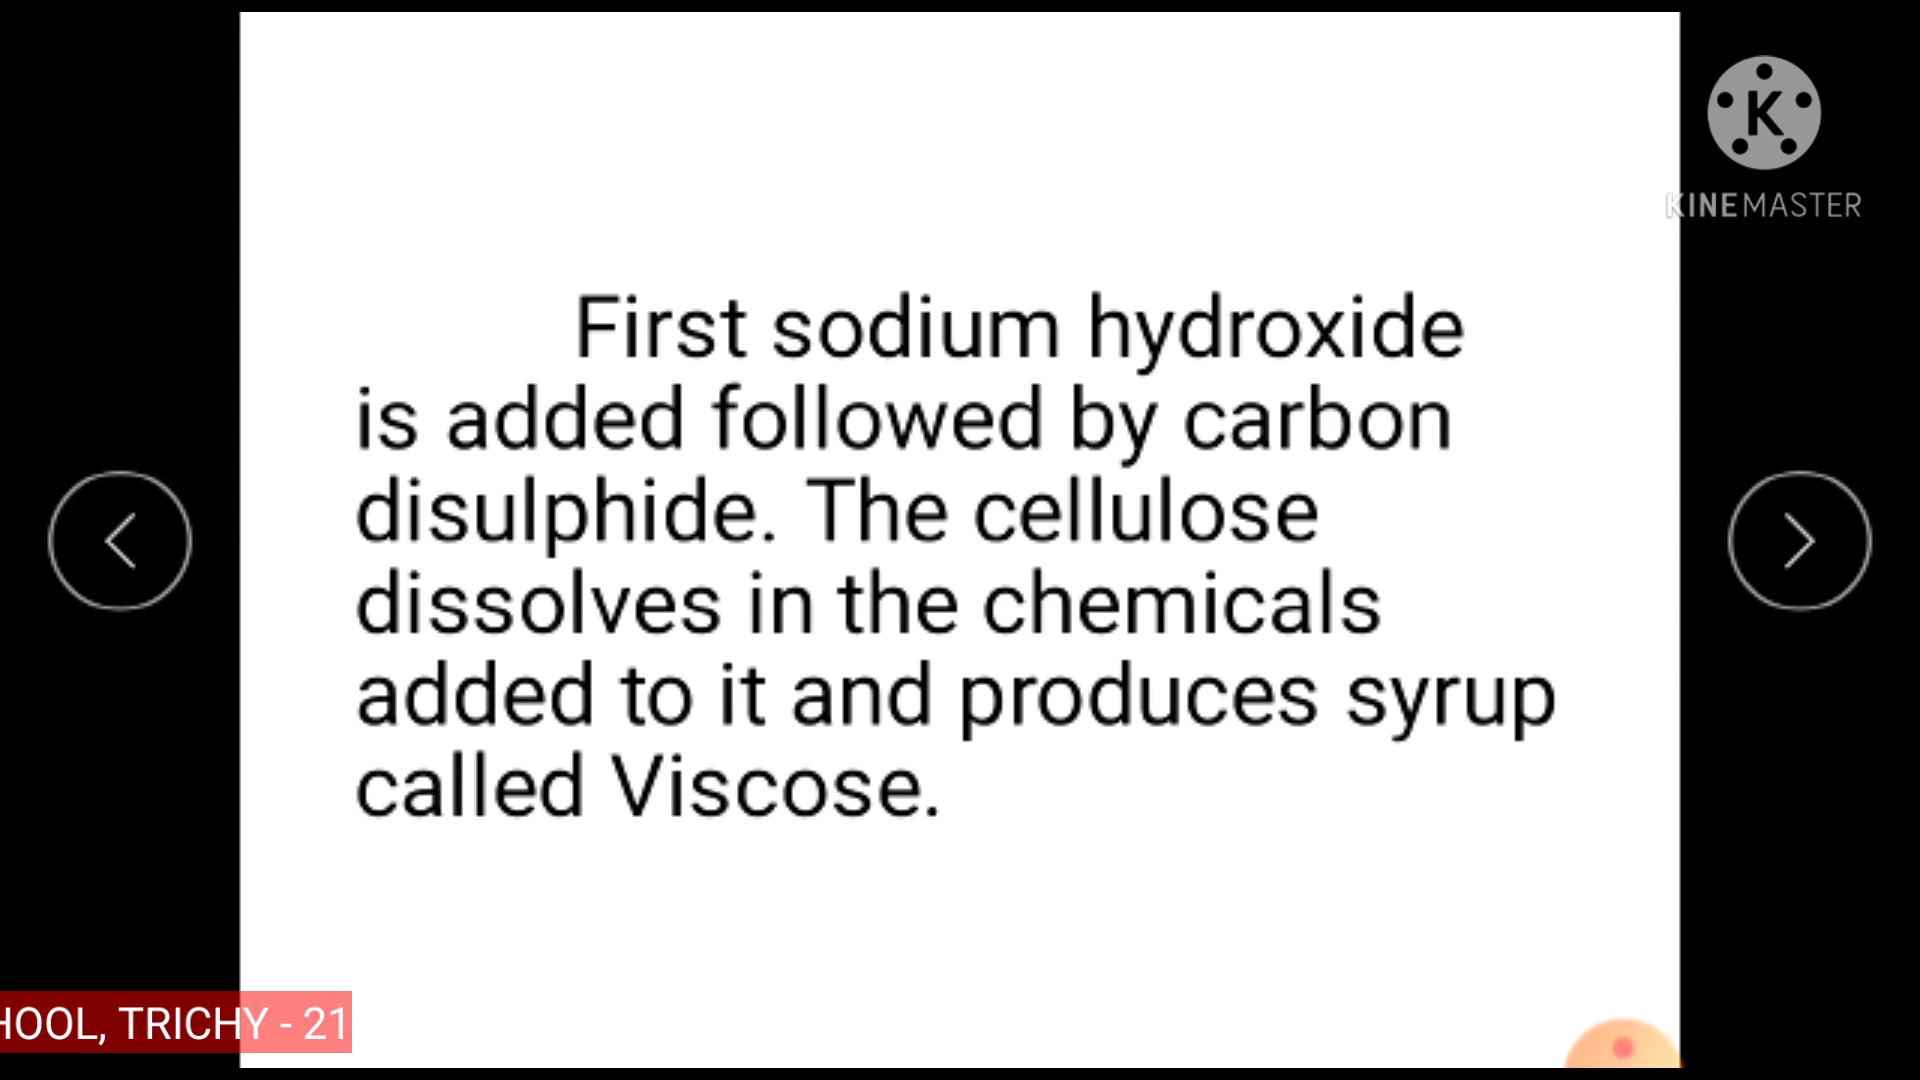 K
KINEMASTER
First sodium hydroxide
is added followed by carbon
disulphide. The cellulose
dissolves in the chemicals
added to it and produces syrup
called Viscose.
HOOL, TRICHY - 21